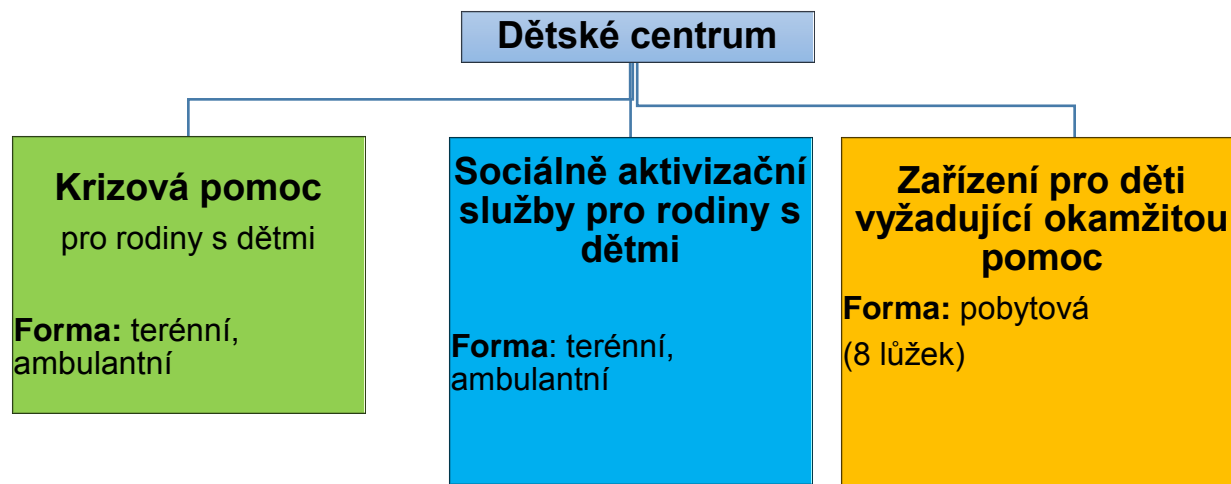 Dětské centrum
Krizová pomoc
pro rodiny s dětmi
Forma: terénní,
ambulantní
Sociálně aktivizační
služby pro rodiny s
dětmi
Forma: terénní,
ambulantní
Zařízení pro děti
vyžadující okamžitou
pomoc
Forma: pobytová
(8 lůžek)